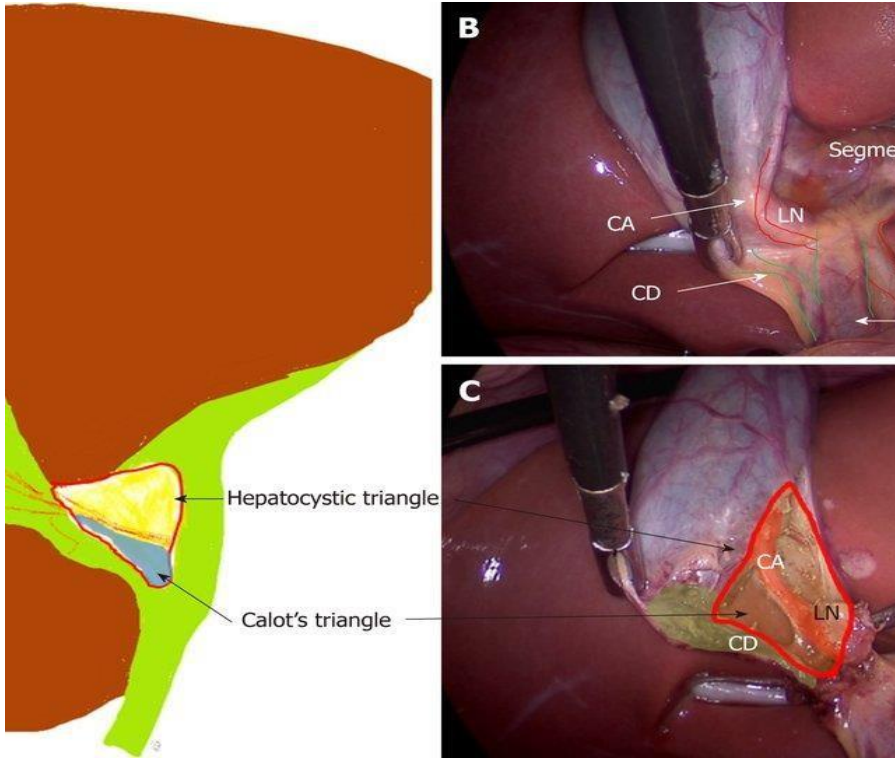 B
Segme
CA
LN
CD
C
Hepatocystic triangle
CA
LN
Calot's triangle
CD